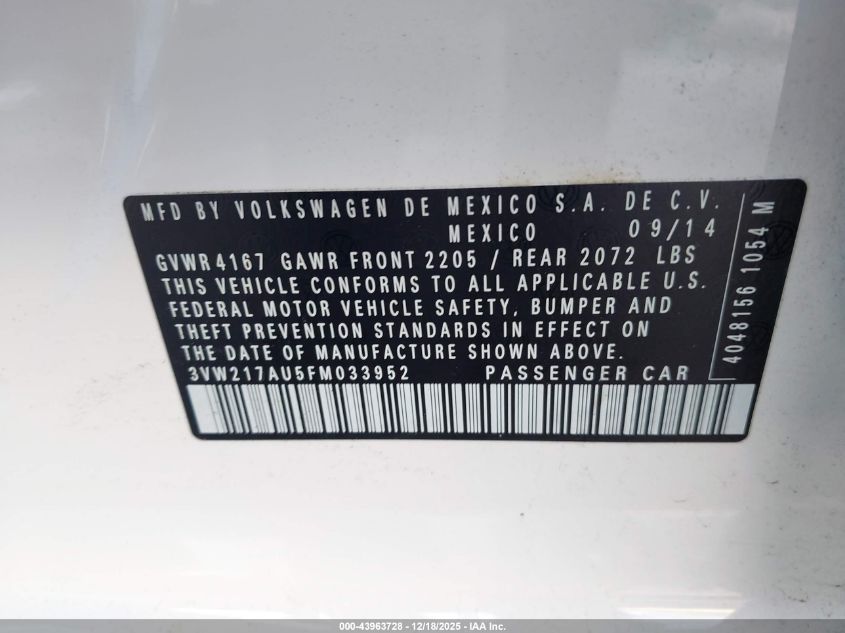 MFD BY VOLKSWAGEN DE MEXICO S.A. DE C.V.
MEXICO 09/14
GVWR 4167 GAWR FRONT 2205 / REAR 2072 LBS
THIS VEHICLE CONFORMS TO ALL APPLICABLE U.S.
FEDERAL MOTOR VEHICLE SAFETY, BUMPER AND
THEFT PREVENTION STANDARDS IN EFFECT ON
THE DATE OF MANUFACTURE SHOWN ABOVE.
3VW217AU5FM033952 PASSENGER CAR
4048156 1054 M
000-43963728 - 12/18/2025 - IAA Inc.